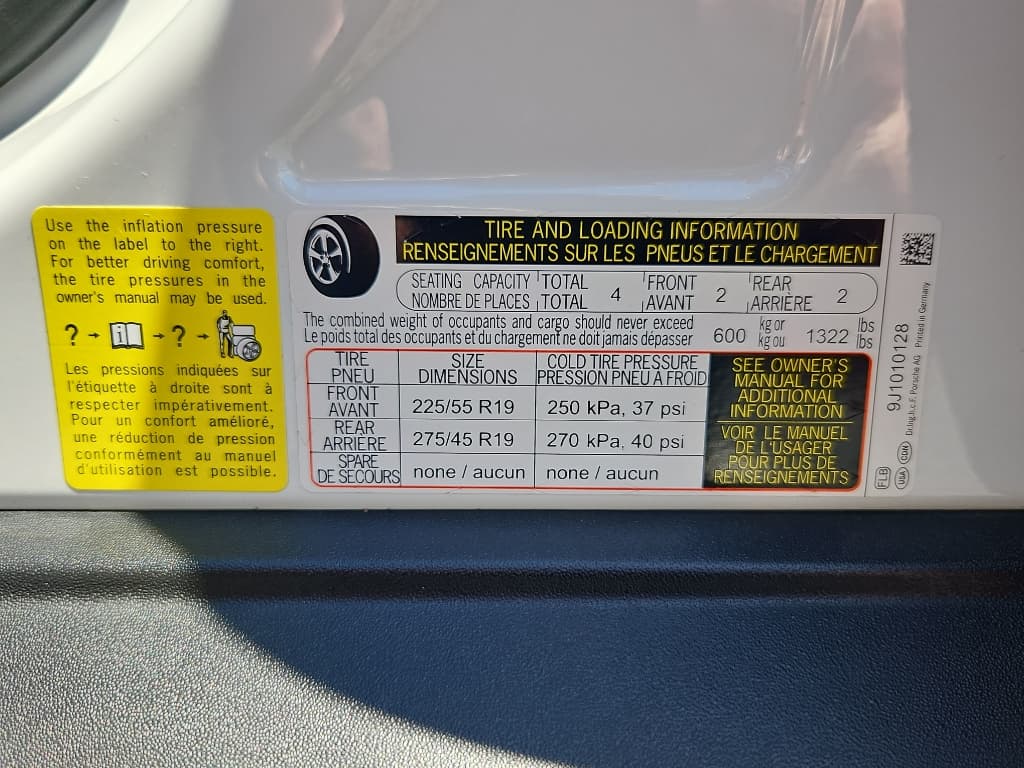 Use the inflation pressure
on the label to the right.
For better driving comfort,
the tire pressures in the
owner's manual may be used.
? - i - ? -
Les pressions indiquées sur
l'étiquette à droite sont à
respecter impérativement.
Pour un confort amélioré,
une réduction de pression
conformément au manuel
d'utilisation est possible.
TIRE AND LOADING INFORMATION
RENSEIGNEMENTS SUR LES PNEUS ET LE CHARGEMENT
SEATING CAPACITY TOTAL 4 FRONT 2 REAR 2
NOMBRE DE PLACES TOTAL AVANT ARRIÈRE
The combined weight of occupants and cargo should never exceed 600 kg or 1322 lbs
Le poids total des occupants et du chargement ne doit jamais dépasser kg ou lbs
TIRE SIZE COLD TIRE PRESSURE
PNEU DIMENSIONS PRESSION PNEU A FROID
FRONT
AVANT 225/55 R19 250 kPa, 37 psi
REAR
ARRIÈRE 275/45 R19 270 kPa, 40 psi
SPARE
DE SECOURS none / aucun none / aucun
SEE OWNER'S
MANUAL FOR
ADDITIONAL
INFORMATION
VOIR LE MANUEL
DE L'USAGER
POUR PLUS DE
RENSEIGNEMENTS
9J1010128
Dr.Ing.h.c.F. Porsche AG Printed in Germany
FLB
USA CDN